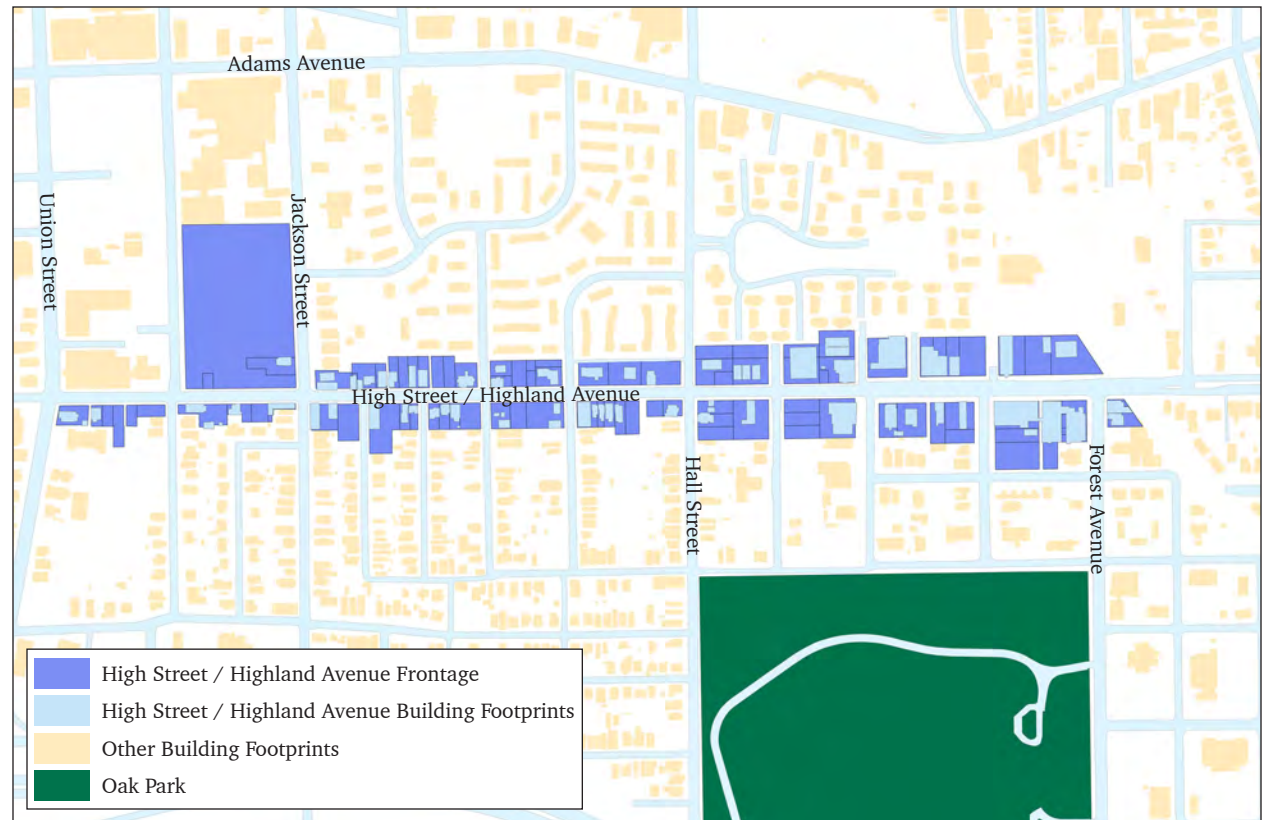 Adams Avenue
Union Street
Jackson Street
High Street / Highland Avenue
Hall Street
Forest Avenue
High Street / Highland Avenue Frontage
High Street / Highland Avenue Building Footprints
Other Building Footprints
Oak Park